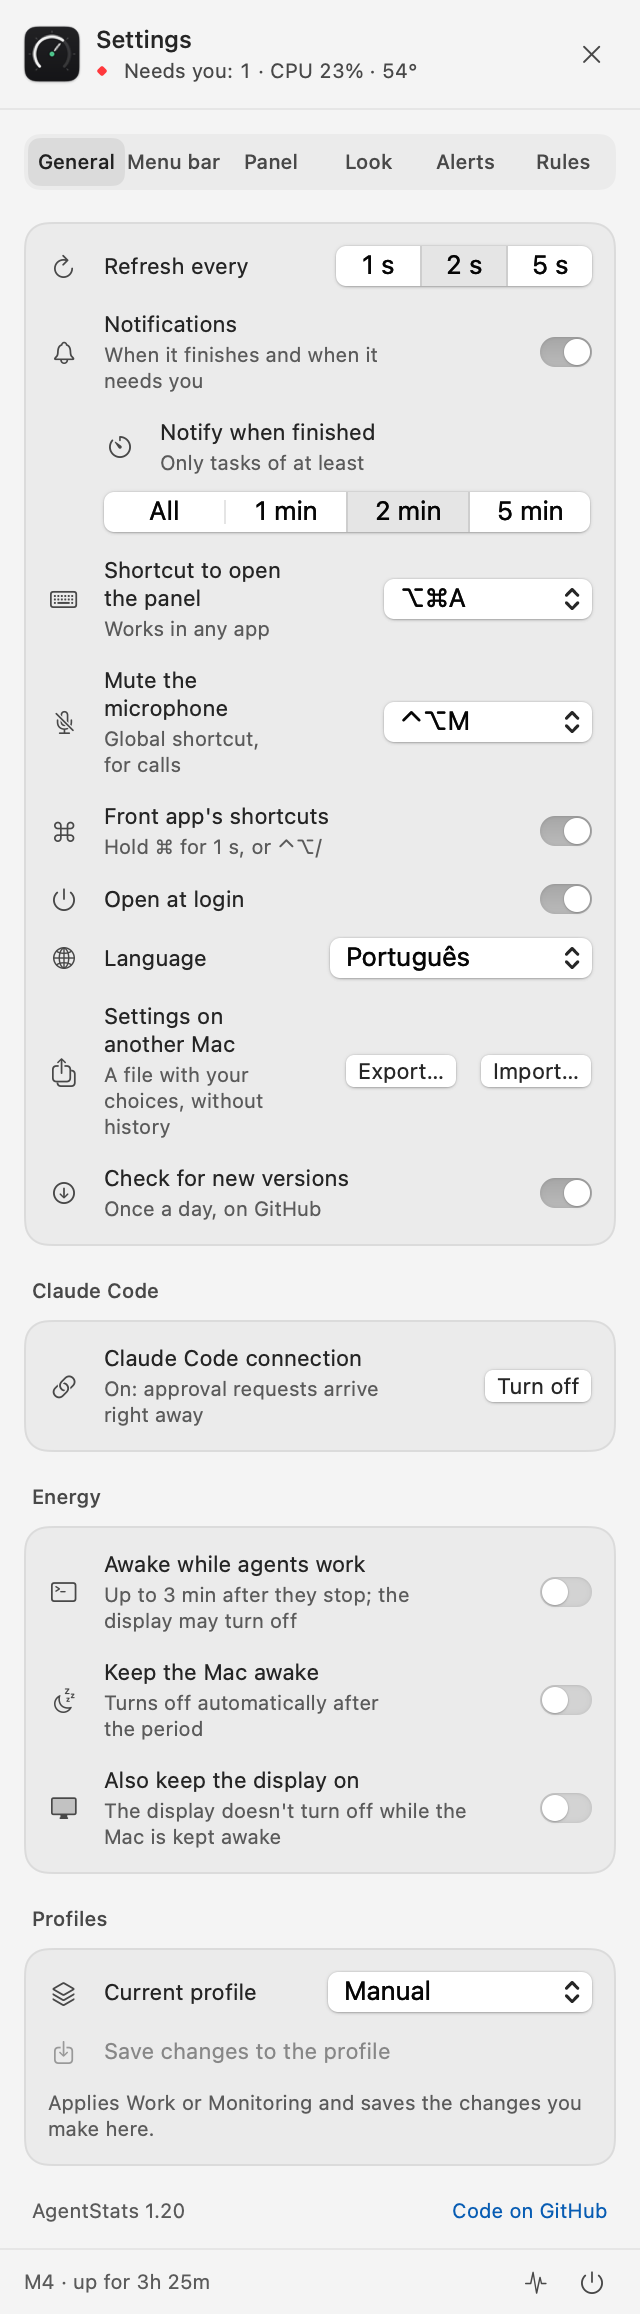 Settings
Needs you: 1 · CPU 23% · 54°
General Menu bar Panel Look Alerts Rules
Refresh every 1 s 2 s 5 s
Notifications
When it finishes and when it
needs you
Notify when finished
Only tasks of at least
All 1 min 2 min 5 min
Shortcut to open
the panel
Works in any app
⌥⌘A
Mute the
microphone
Global shortcut,
for calls
⌃⌥M
Front app's shortcuts
Hold ⌘ for 1 s, or ⌃⌥/
Open at login
Language Português
Settings on
another Mac
A file with your
choices, without
history
Export... Import...
Check for new versions
Once a day, on GitHub
Claude Code
Claude Code connection
On: approval requests arrive
right away
Turn off
Energy
Awake while agents work
Up to 3 min after they stop; the
display may turn off
Keep the Mac awake
Turns off automatically after
the period
Also keep the display on
The display doesn't turn off while the
Mac is kept awake
Profiles
Current profile Manual
Save changes to the profile
Applies Work or Monitoring and saves the changes you
make here.
AgentStats 1.20 Code on GitHub
M4 · up for 3h 25m